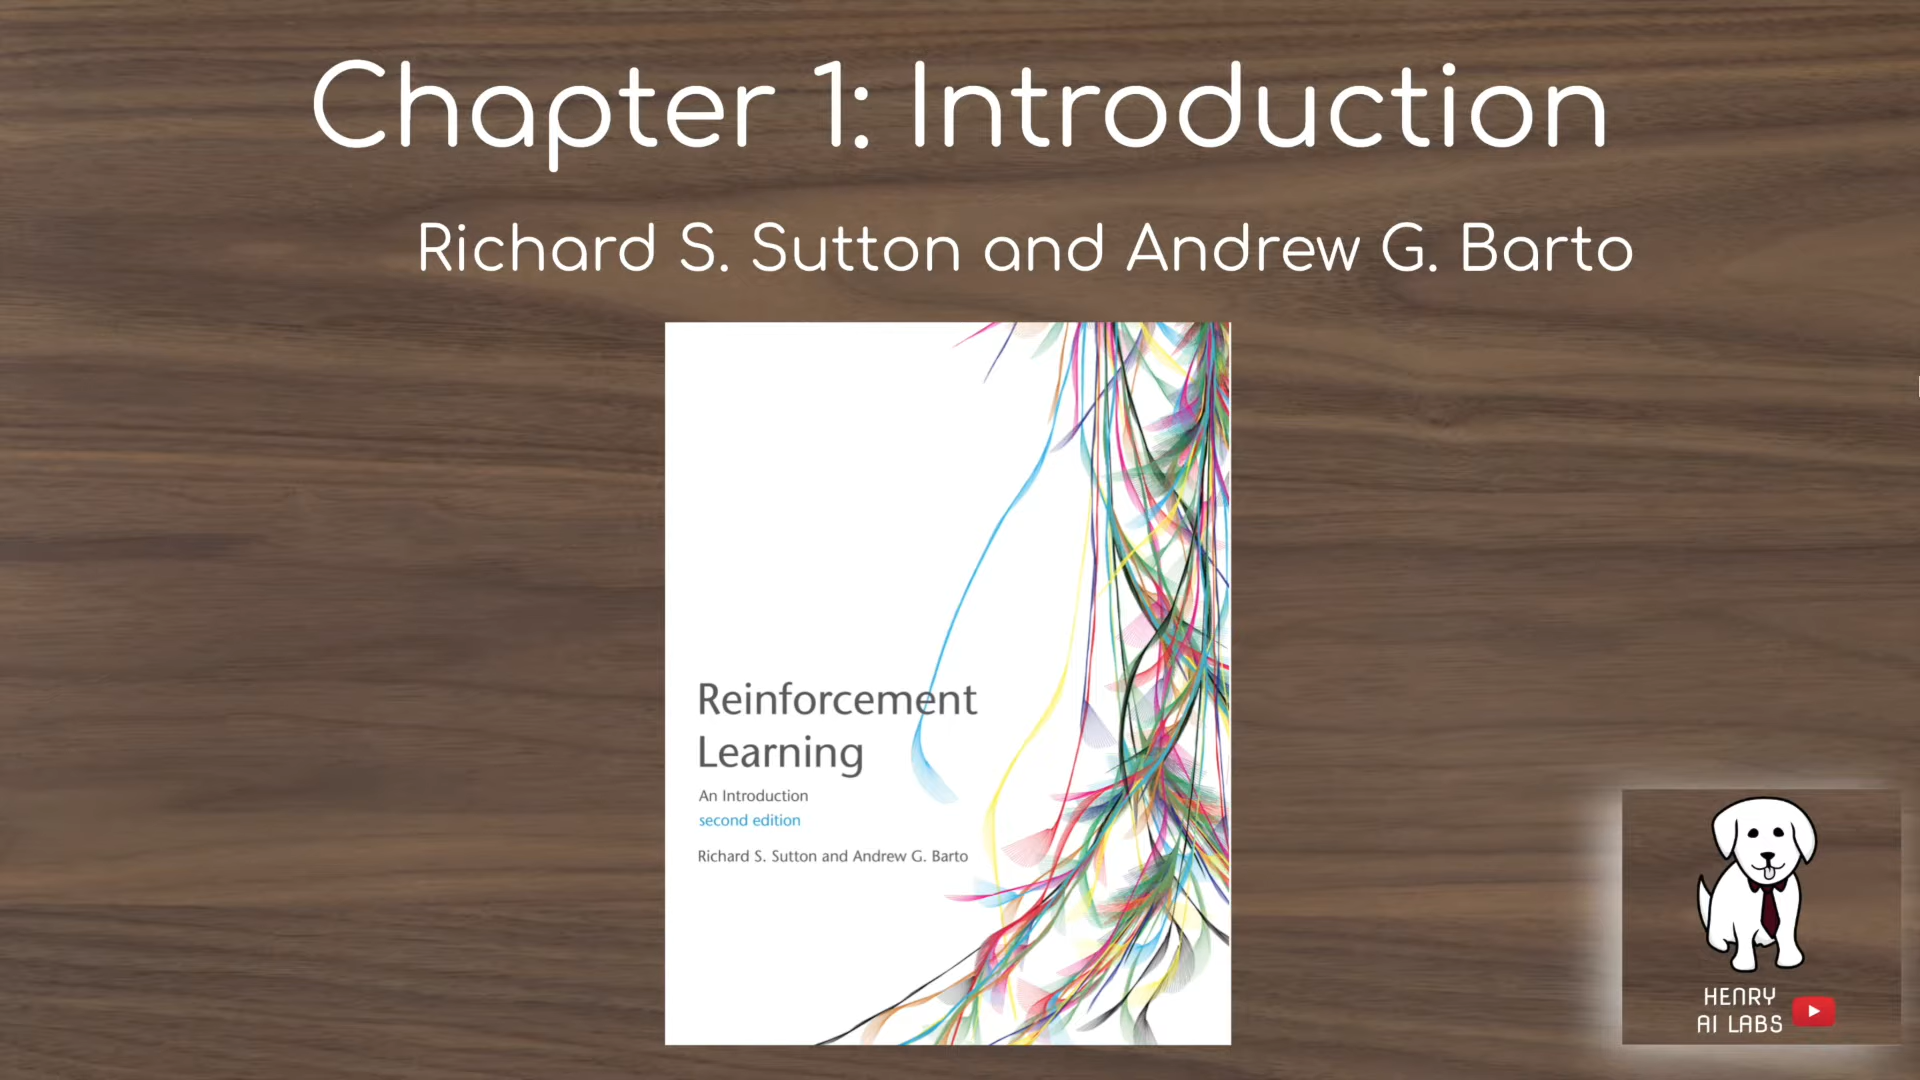 Chapter 1: Introduction
Richard S. Sutton and Andrew G. Barto
Reinforcement
Learning
An Introduction
second edition
Richard S. Sutton and Andrew G. Barto
HENRY
AI LABS